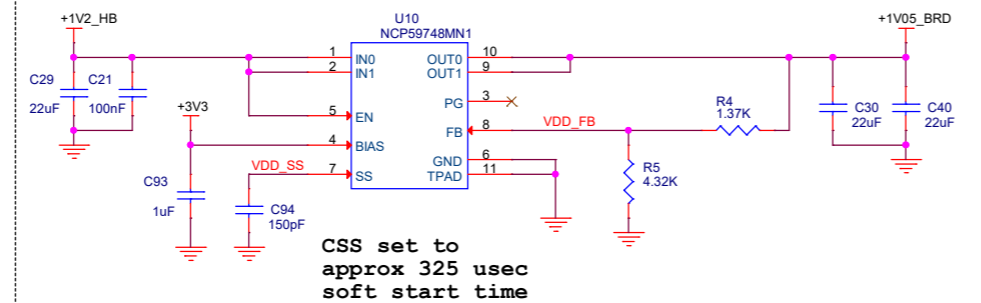 +1V2_HB
U10
NCP59748MN1
+1V05_BRD
1
IN0
OUT0
10
2
IN1
OUT1
9
C29
C21
22uF
100nF
+3V3
PG
3
R4
1.37K
C30
22uF
C40
22uF
5
EN
FB
8
VDD_FB
4
BIAS
GND
6
VDD_SS
7
SS
TPAD
11
R5
4.32K
C93
1uF
C94
150pF
CSS set to
approx 325 usec
soft start time